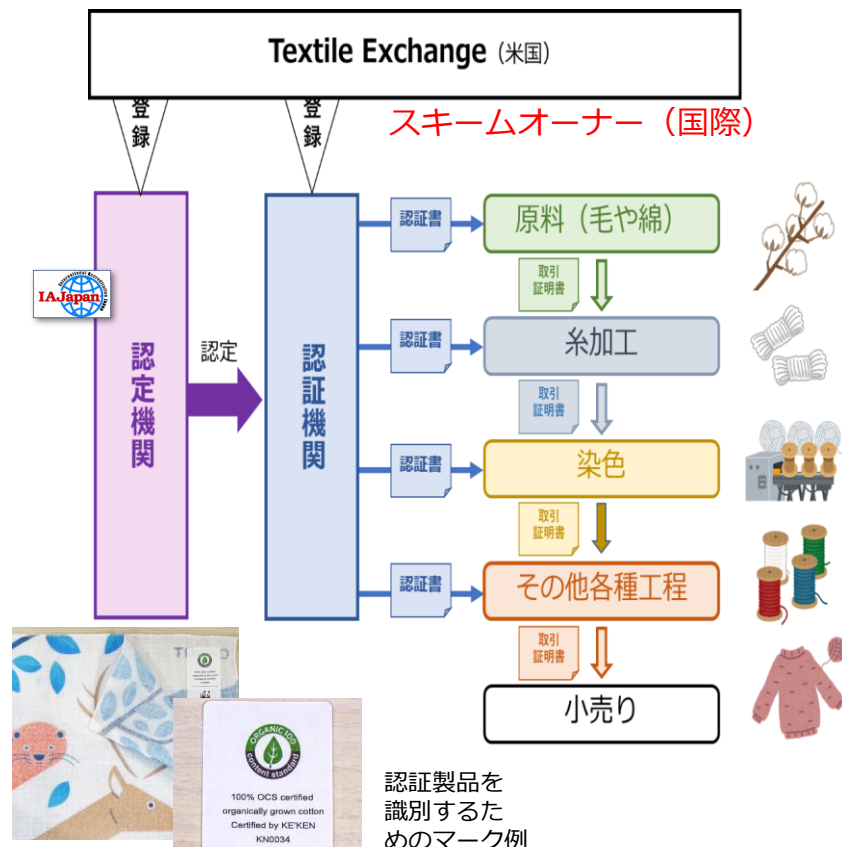 Textile Exchange（米国）
登録
登録
スキームオーナー（国際）
International Accreditation Japan
IAJapan
認定機関
認定
認証機関
認証書
原料（毛や綿）
取引
証明書
認証書
糸加工
取引
証明書
認証書
染色
取引
証明書
認証書
その他各種工程
取引
証明書
小売り
ORGANIC 100
content standard
100% OCS certified
organically grown cotton
Certified by KE'KEN
KN0034
認証製品を
識別するた
めのマーク例